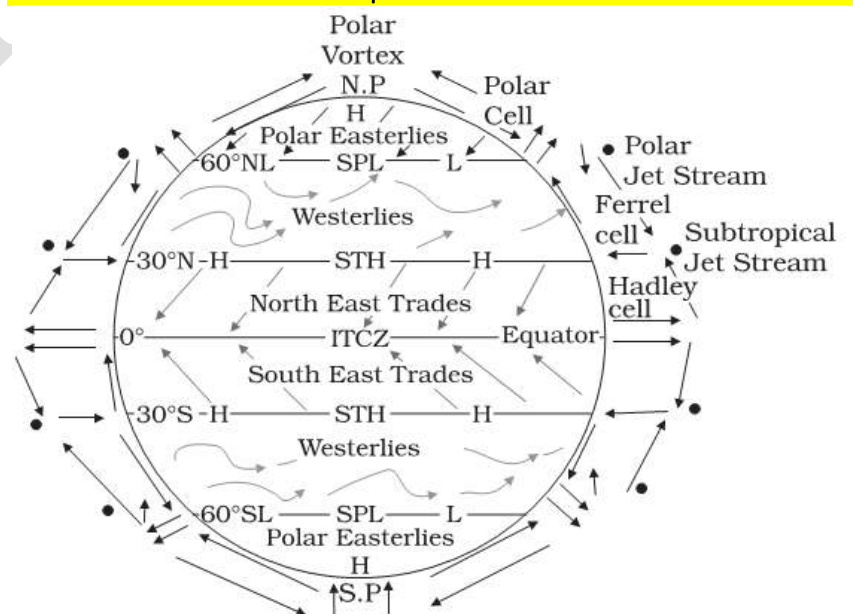 Polar
Vortex
N.P
H
Polar
Cell
Polar Easterlies
60°NL SPL L
Polar
Jet Stream
Westerlies
Ferrel
cell
30°N H STH H
Subtropical
Jet Stream
North East Trades
Hadley
cell
0° ITCZ Equator
South East Trades
30°S H STH H
Westerlies
60°SL SPL L
Polar Easterlies
H
S.P